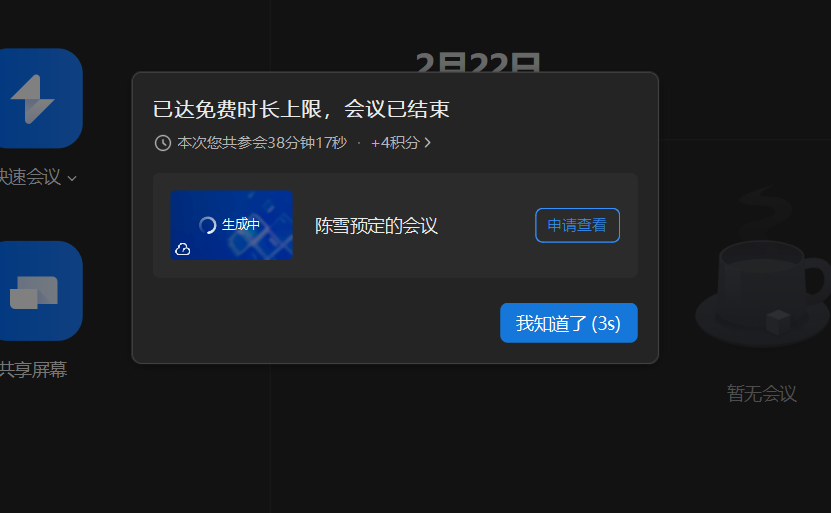 2月22日
已达免费时长上限，会议已结束
本次您共参会38分钟17秒 · +4积分
快速会议
生成中
陈雪预定的会议
申请查看
我知道了 (3s)
共享屏幕
暂无会议